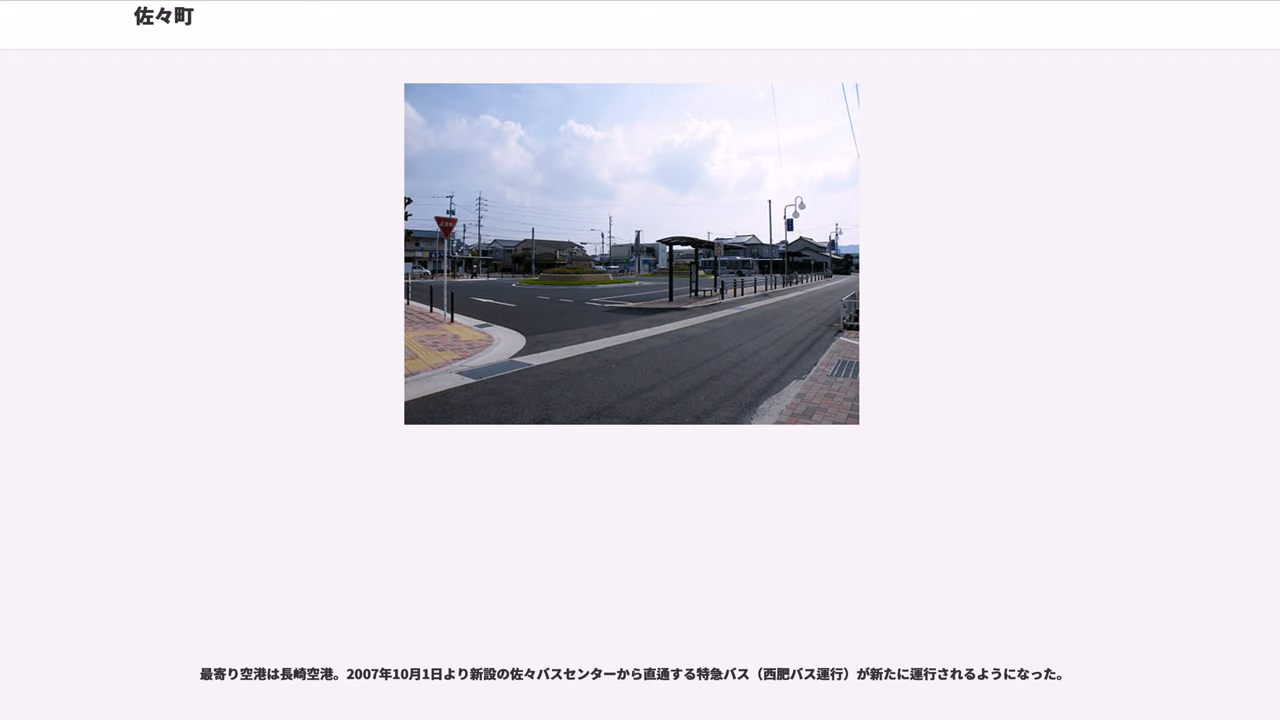 佐々町
最寄り空港は長崎空港。2007年10月1日より新設の佐々バスセンターから直通する特急バス（西肥バス運行）が新たに運行されるようになった。